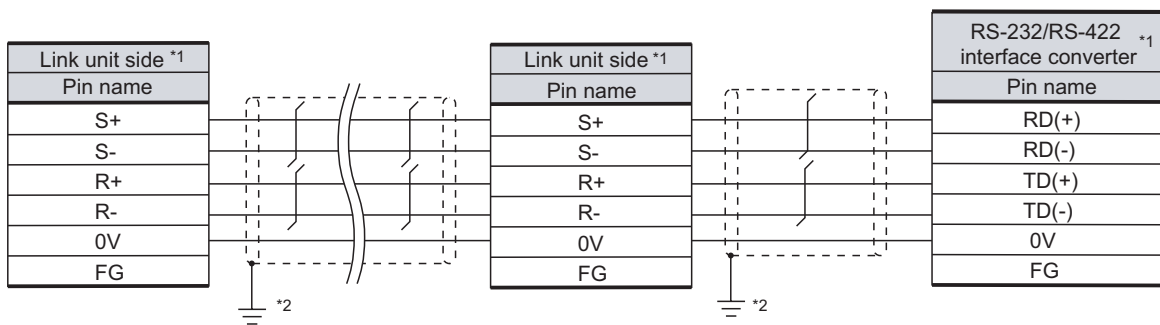 Link unit side *1
Pin name
S+
S-
R+
R-
0V
FG
*2
Link unit side *1
Pin name
S+
S-
R+
R-
0V
FG
*2
RS-232/RS-422
interface converter *1
Pin name
RD(+)
RD(-)
TD(+)
TD(-)
0V
FG